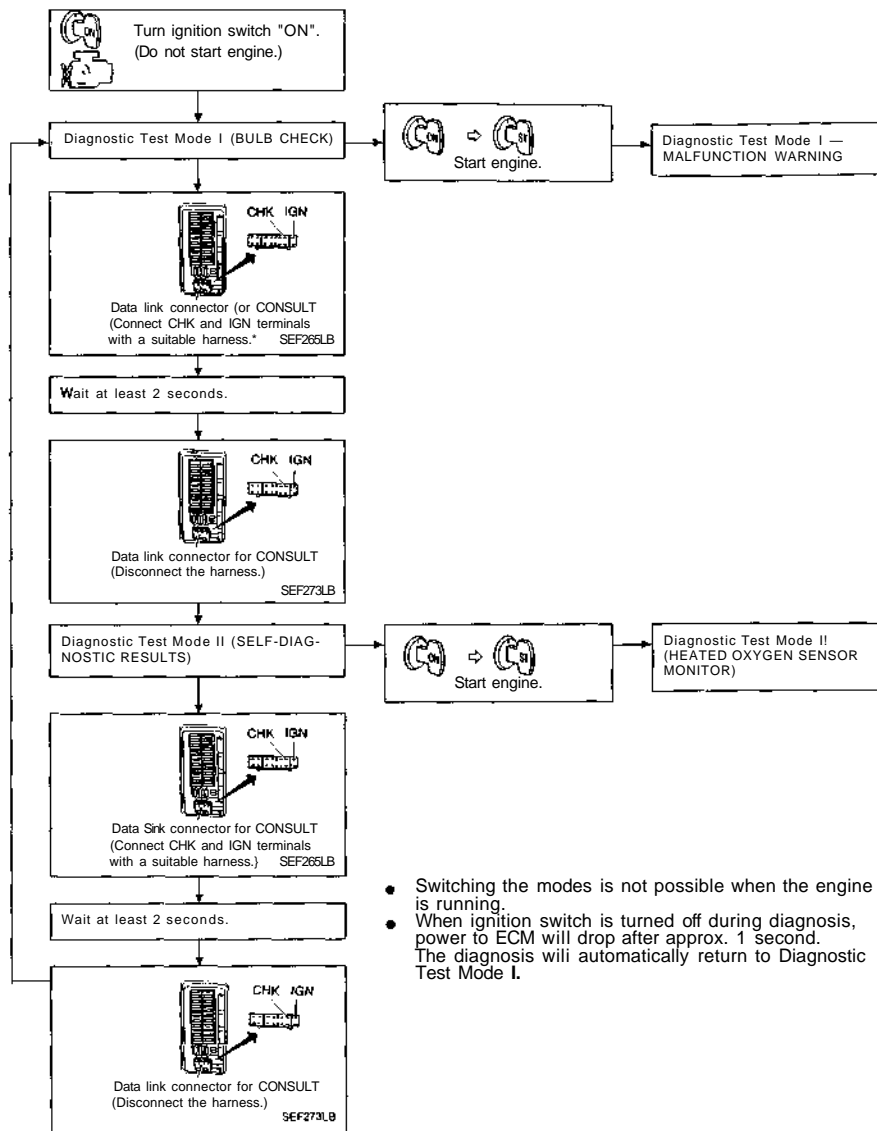 ON
Turn ignition switch "ON".
(Do not start engine.)
Diagnostic Test Mode I (BULB CHECK)
ON
ST
Start engine.
Diagnostic Test Mode I —
MALFUNCTION WARNING
CHK IGN
Data link connector (or CONSULT
(Connect CHK and IGN terminals
with a suitable harness.*
SEF265LB
Wait at least 2 seconds.
CHK IGN
Data link connector for CONSULT
(Disconnect the harness.)
SEF273LB
Diagnostic Test Mode II (SELF-DIAG-
NOSTIC RESULTS)
ON
ST
Start engine.
Diagnostic Test Mode I!
(HEATED OXYGEN SENSOR
MONITOR)
CHK IGN
Data Sink connector for CONSULT
(Connect CHK and IGN terminals
with a suitable harness.}
SEF265LB
Wait at least 2 seconds.
CHK IGN
Data link connector for CONSULT
(Disconnect the harness.)
SEF273LB
● Switching the modes is not possible when the engine
is running.
● When ignition switch is turned off during diagnosis,
power to ECM will drop after approx. 1 second.
The diagnosis wili automatically return to Diagnostic
Test Mode I.